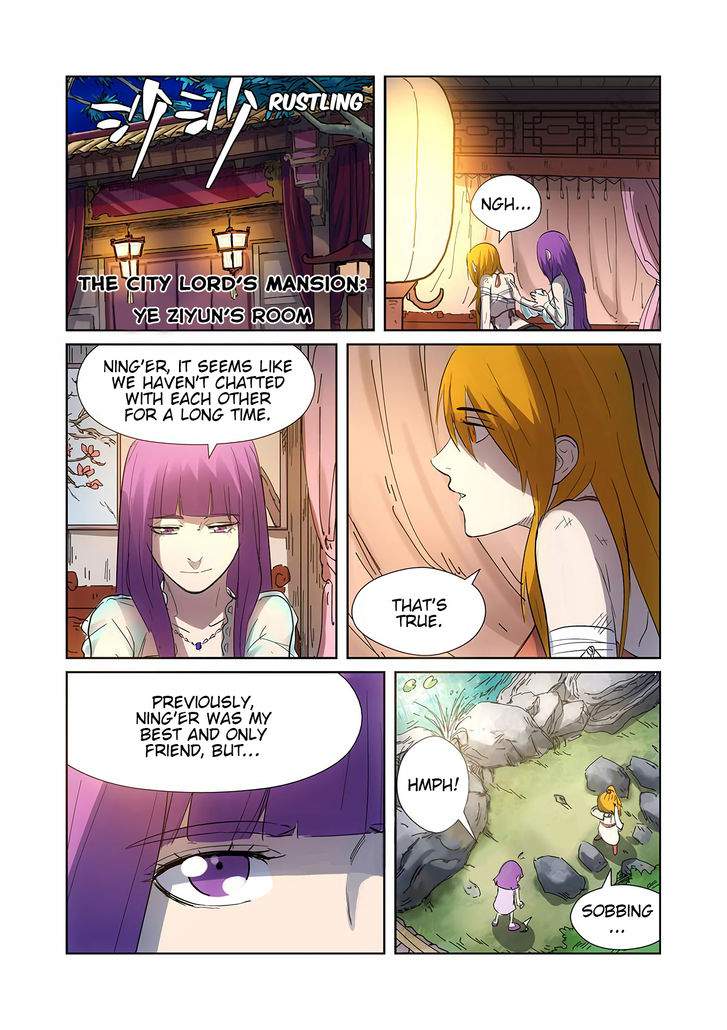 沙沙
RUSTLING
THE CITY LORD'S MANSION:
YE ZIYUN'S ROOM
NGH...
NING'ER, IT SEEMS LIKE
WE HAVEN'T CHATTED
WITH EACH OTHER
FOR A LONG TIME.
THAT'S
TRUE.
PREVIOUSLY,
NING'ER WAS MY
BEST AND ONLY
FRIEND, BUT...
HMPH!
SOBBING
...